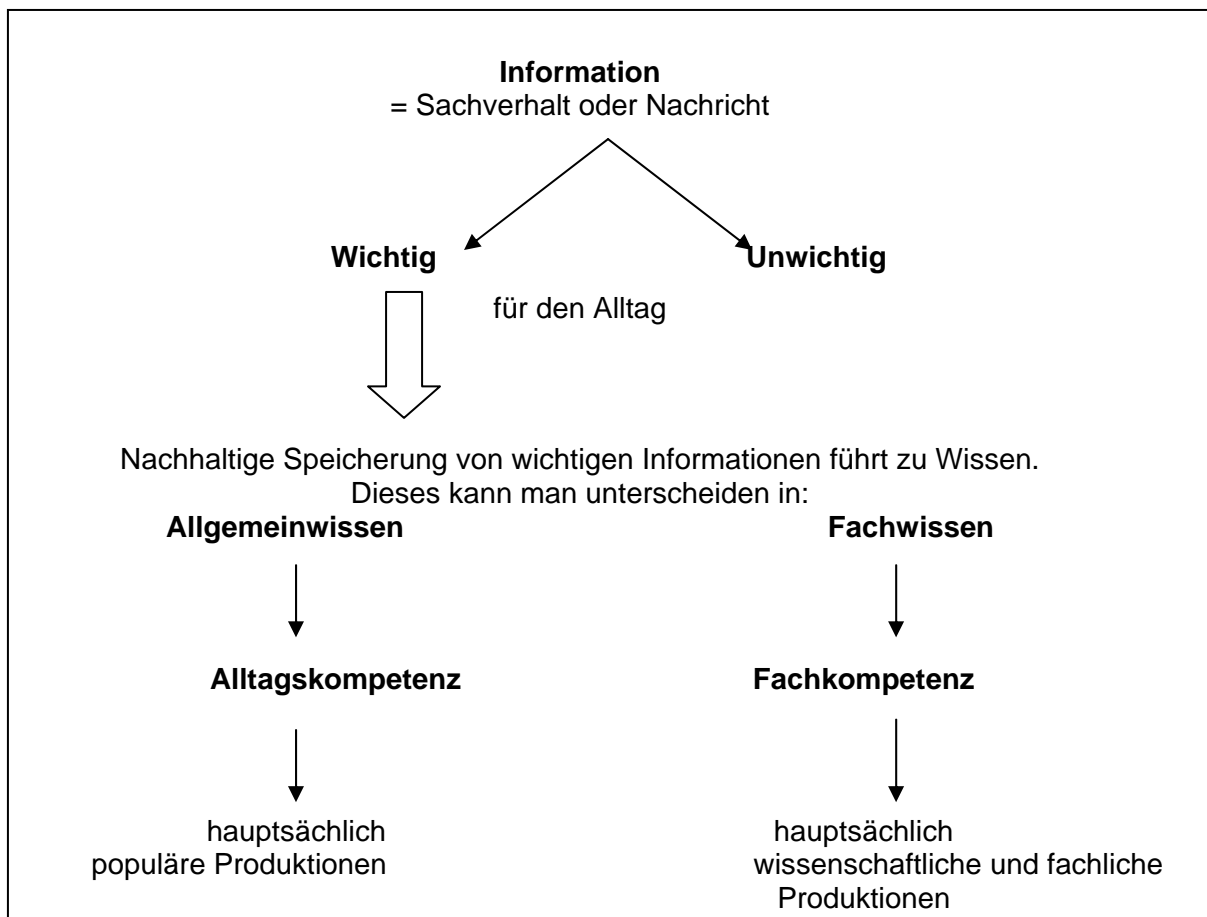 Information
= Sachverhalt oder Nachricht
Wichtig Unwichtig
für den Alltag
Nachhaltige Speicherung von wichtigen Informationen führt zu Wissen.
Dieses kann man unterscheiden in:
Allgemeinwissen Fachwissen
Alltagskompetenz Fachkompetenz
hauptsächlich hauptsächlich
populäre Produktionen wissenschaftliche und fachliche
Produktionen